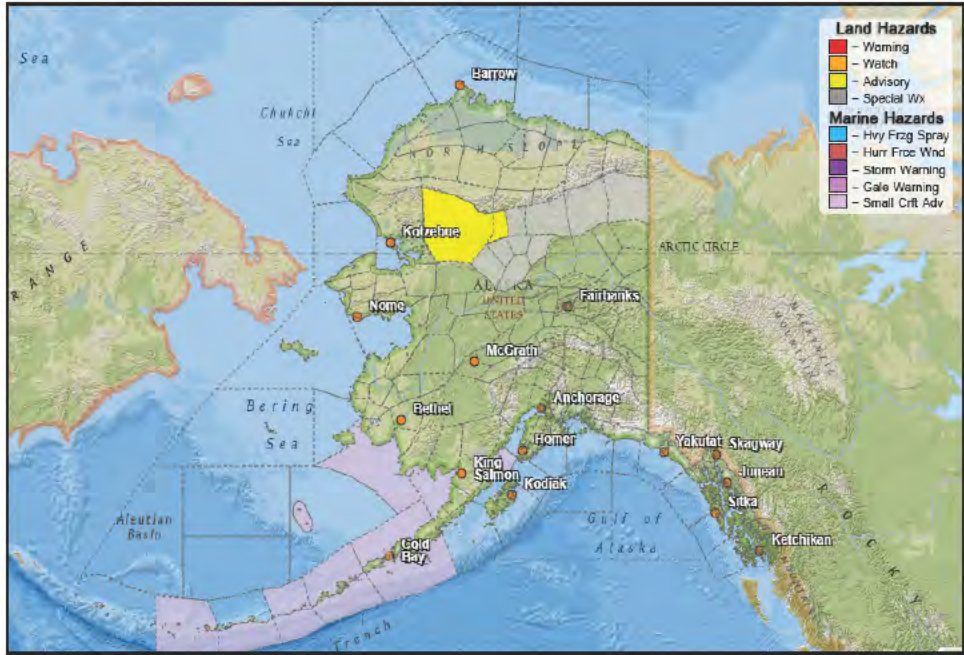 Land Hazards
– Warning
– Watch
– Advisory
– Special Wx
Marine Hazards
– Hvy Frzg Spray
– Hurr Frce Wnd
– Storm Warning
– Gale Warning
– Small Crft Adv
Sea
Barrow
Chukchi
Sea
NORTH SLOPE
Kotzebue
RANGE
ARCTIC CIRCLE
ALASKA
UNITED
STATES
Fairbanks
Nome
MACKENZIE
MOUNTAINS
McGrath
Bering
Sea
Bethel
Anchorage
Homer
Yakutat
Skagway
King
Salmon
Juneau
Kodiak
Sitka
Aleutian
Basin
Gulf of
Alaska
Ketchikan
Cold
Bay
ROCKY
Trench